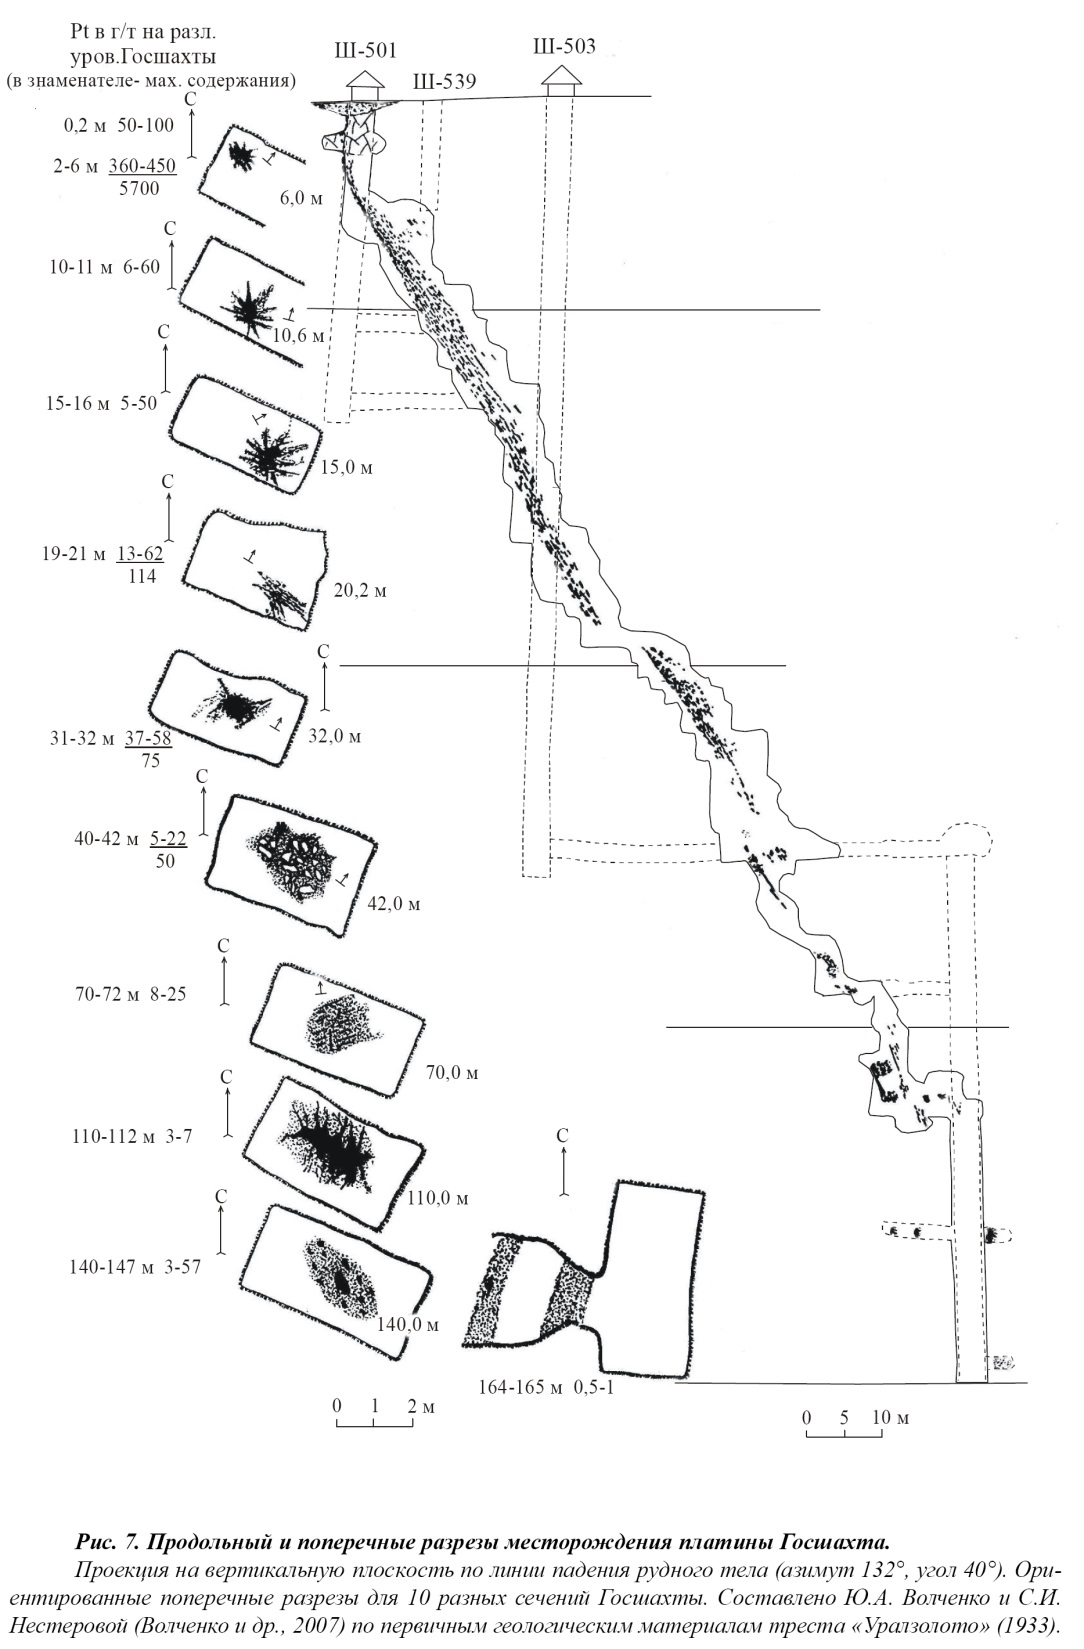 Pt в г/т на разл.
уров.Госшахты
(в знаменателе- мах. содержания)
Ш-501
Ш-539
Ш-503
С
0,2 м 50-100
2-6 м 360-450
5700
6,0 м
С
10-11 м 6-60
10,6 м
С
15-16 м 5-50
15,0 м
С
19-21 м 13-62
114
20,2 м
С
31-32 м 37-58
75
32,0 м
С
40-42 м 5-22
50
42,0 м
С
70-72 м 8-25
70,0 м
С
110-112 м 3-7
110,0 м
С
140-147 м 3-57
140,0 м
С
164-165 м 0,5-1
0 1 2 м
0 5 10 м
Рис. 7. Продольный и поперечные разрезы месторождения платины Госшахта.
Проекция на вертикальную плоскость по линии падения рудного тела (азимут 132°, угол 40°). Ори-
ентированные поперечные разрезы для 10 разных сечений Госшахты. Составлено Ю.А. Волченко и С.И.
Нестеровой (Волченко и др., 2007) по первичным геологическим материалам треста «Уралзолото» (1933).